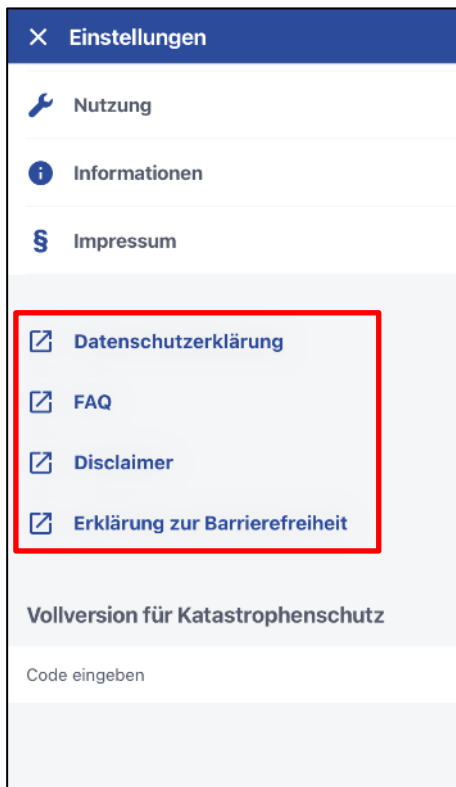 Einstellungen
Nutzung
Informationen
§ Impressum
Datenschutzerklärung
FAQ
Disclaimer
Erklärung zur Barrierefreiheit
Vollversion für Katastrophenschutz
Code eingeben